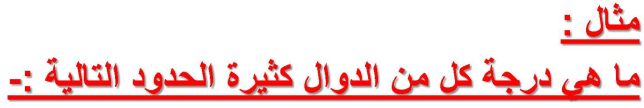 مثال :
ما هي درجة كل من الدوال كثيرة الحدود التالية :-